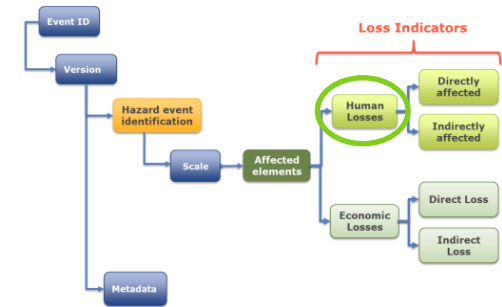 Loss Indicators
Event ID
Version
Hazard event
identification
Scale
Affected
elements
Human
Losses
Directly
affected
Indirectly
affected
Economic
Losses
Direct Loss
Indirect
Loss
Metadata